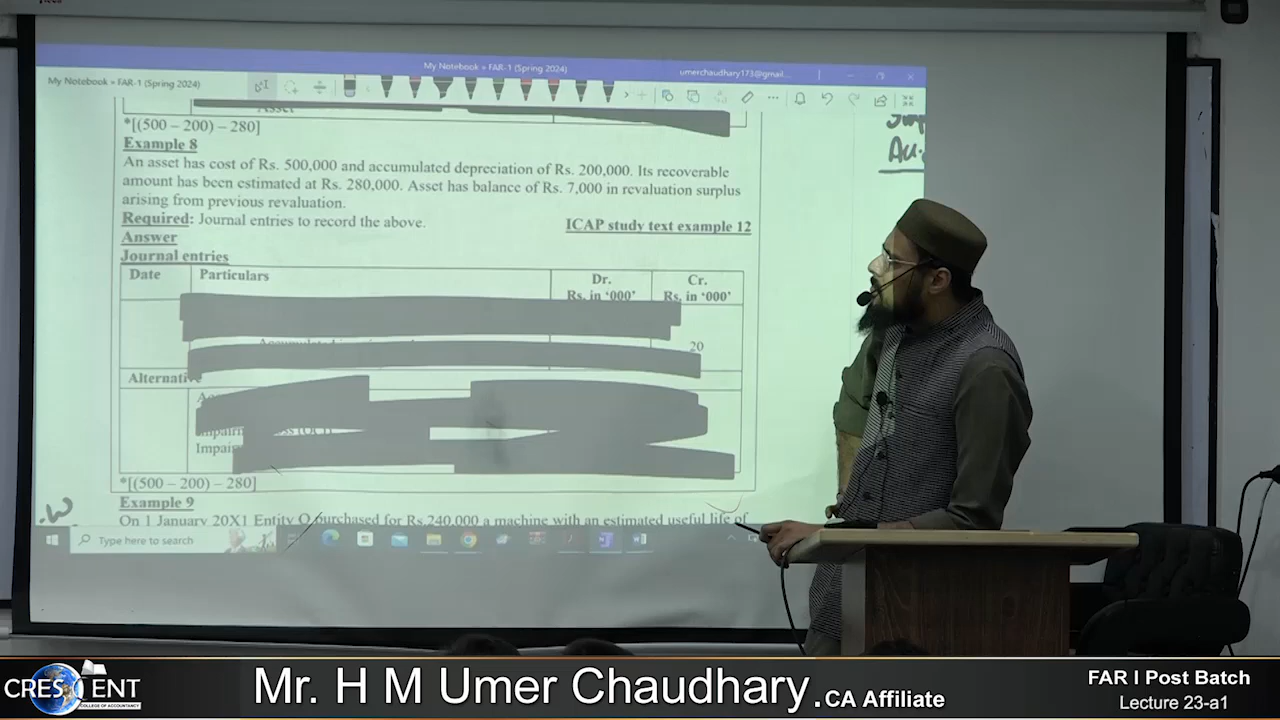 My Notebook » FAR-1 (Spring 2024)
My Notebook » FAR-1 (Spring 2024)
umerchaudhary173@gmail...
*[(500 – 200) – 280]
Example 8
An asset has cost of Rs. 500,000 and accumulated depreciation of Rs. 200,000. Its recoverable
amount has been estimated at Rs. 280,000. Asset has balance of Rs. 7,000 in revaluation surplus
arising from previous revaluation.
Required: Journal entries to record the above.
ICAP study text example 12
Answer
Journal entries
Date Particulars Dr. Cr.
Rs. in ‘000’ Rs. in ‘000’
20
*[(500 – 200) – 280]
Example 9
On 1 January 20X1 Entity Q purchased for Rs.240,000 a machine with an estimated useful life of
Type here to search
CRESCENT
COLLEGE OF ACCOUNTANCY
Mr. H M Umer Chaudhary .CA Affiliate
FAR I Post Batch
Lecture 23-a1